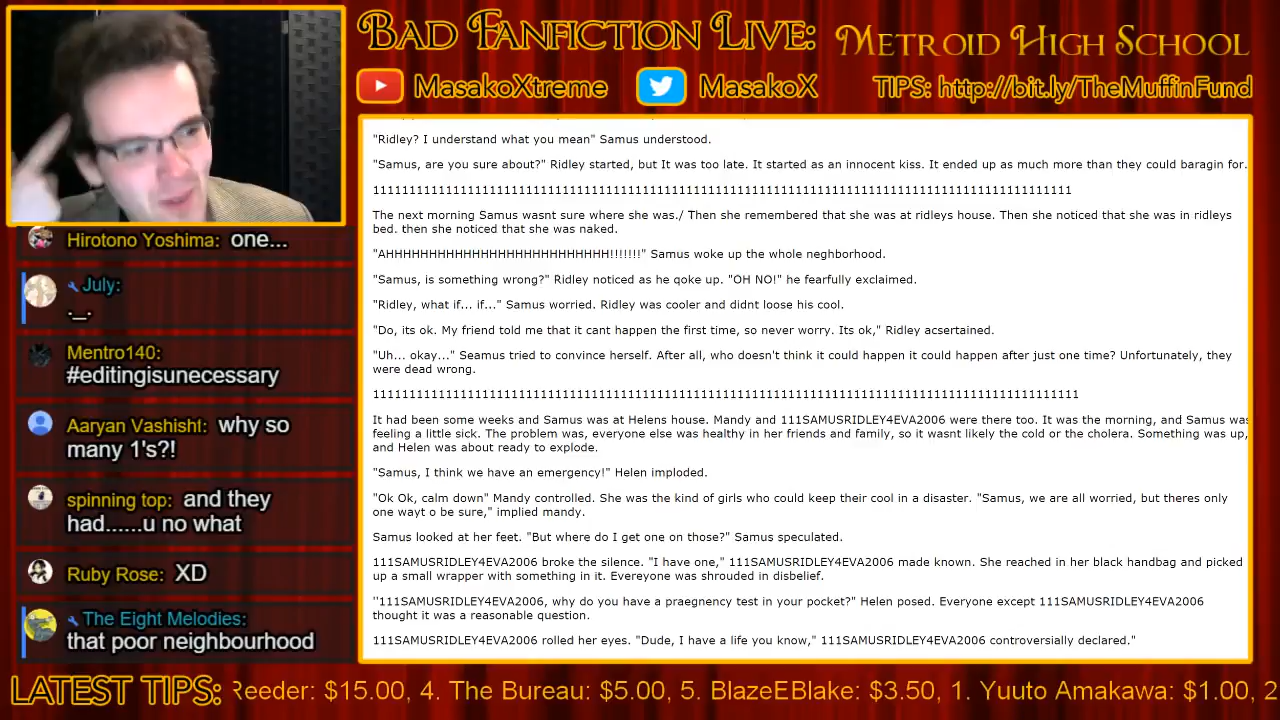 BAD FANFICTION LIVE: METROID HIGH SCHOOL
MasakoXtreme MasakoX TIPS: http://bit.ly/TheMuffinFund
"Ridley? I understand what you mean" Samus understood.
"Samus, are you sure about?" Ridley started, but It was too late. It started as an innocent kiss. It ended up as much more than they could baragin for.
The next morning Samus wasnt sure where she was./ Then she remembered that she was at ridleys house. Then she noticed that she was in ridleys
bed. then she noticed that she was naked.
"AHHHHHHHHHHHHHHHHHHHHHHHHHH!!!!!!!" Samus woke up the whole neghborhood.
"Samus, is something wrong?" Ridley noticed as he qoke up. "OH NO!" he fearfully exclaimed.
"Ridley, what if... if..." Samus worried. Ridley was cooler and didnt loose his cool.
"Do, its ok. My friend told me that it cant happen the first time, so never worry. Its ok," Ridley acsertained.
"Uh... okay..." Seamus tried to convince herself. After all, who doesn't think it could happen it could happen after just one time? Unfortunately, they
were dead wrong.
It had been some weeks and Samus was at Helens house. Mandy and 111SAMUSRIDLEY4EVA2006 were there too. It was the morning, and Samus was
feeling a little sick. The problem was, everyone else was healthy in her friends and family, so it wasnt likely the cold or the cholera. Something was up,
and Helen was about ready to explode.
"Samus, I think we have an emergency!" Helen imploded.
"Ok Ok, calm down" Mandy controlled. She was the kind of girls who could keep their cool in a disaster. "Samus, we are all worried, but theres only
one wayt o be sure," implied mandy.
Samus looked at her feet. "But where do I get one on those?" Samus speculated.
111SAMUSRIDLEY4EVA2006 broke the silence. "I have one," 111SAMUSRIDLEY4EVA2006 made known. She reached in her black handbag and picked
up a small wrapper with something in it. Evereyone was shrouded in disbelief.
"111SAMUSRIDLEY4EVA2006, why do you have a praegnency test in your pocket?" Helen posed. Everyone except 111SAMUSRIDLEY4EVA2006
thought it was a reasonable question.
111SAMUSRIDLEY4EVA2006 rolled her eyes. "Dude, I have a life you know," 111SAMUSRIDLEY4EVA2006 controversially declared."
Hirotono Yoshima: one...
July:
._.
Mentro140:
#editingisunecessary
Aaryan Vashisht: why so
many 1's?!
spinning top: and they
had......u no what
Ruby Rose: XD
The Eight Melodies:
that poor neighbourhood
LATEST TIPS: Reeder: $15.00, 4. The Bureau: $5.00, 5. BlazeEBlake: $3.50, 1. Yuuto Amakawa: $1.00, 2